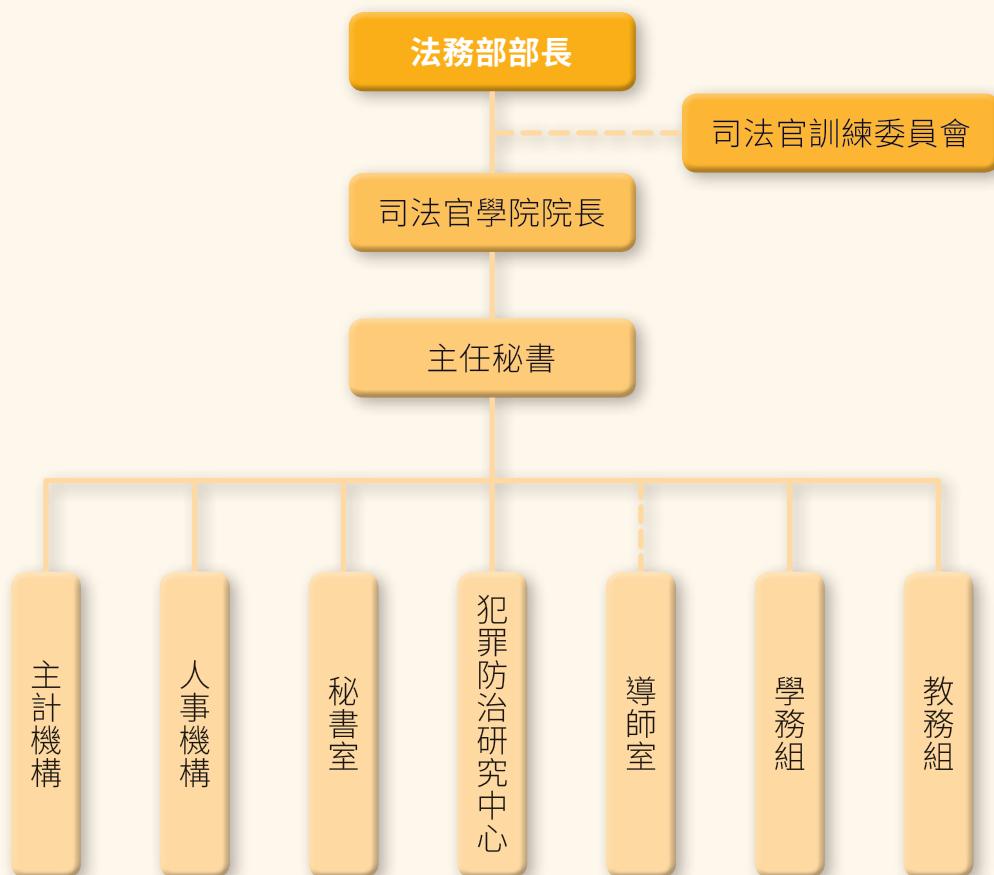 法務部部長
司法官訓練委員會
司法官學院院長
主任秘書
主計機構
人事機構
秘書室
犯罪防治研究中心
導師室
學務組
教務組